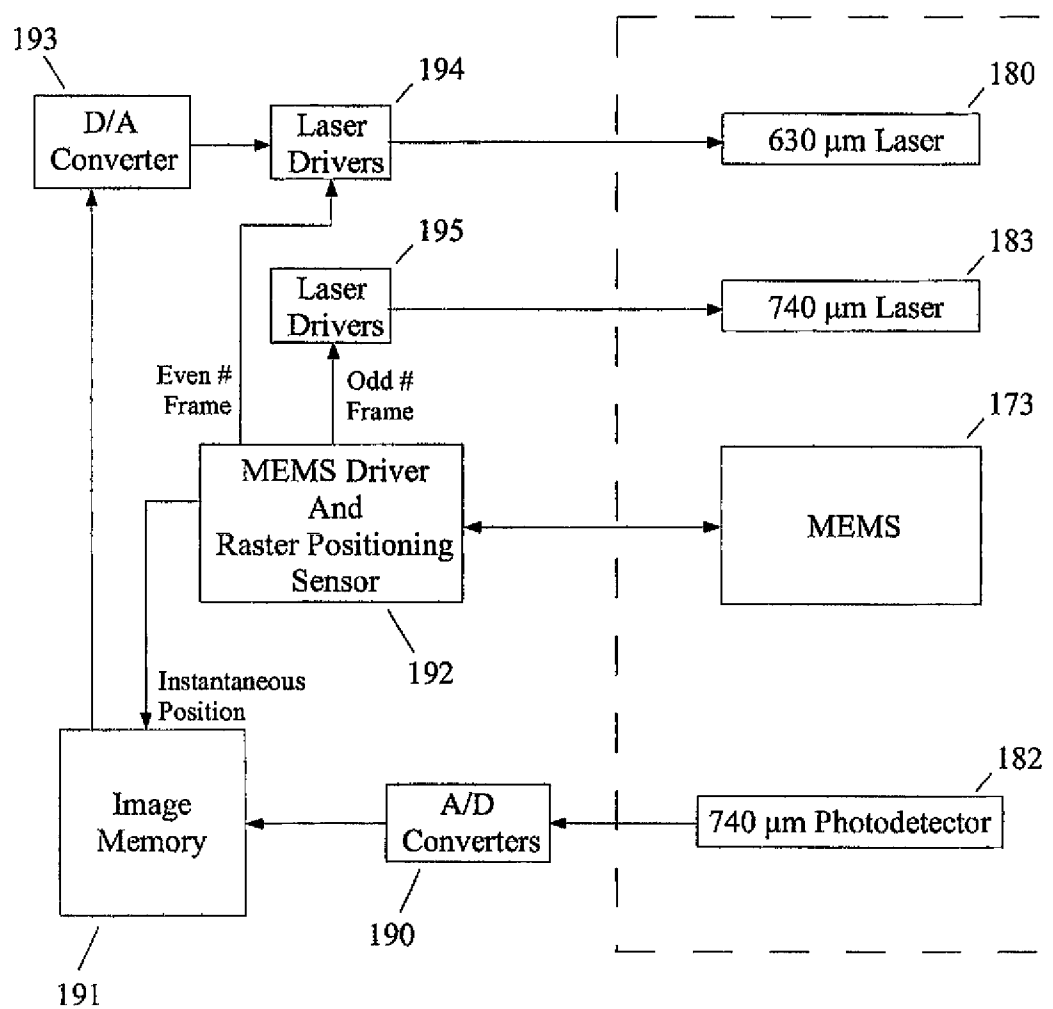 193
D/A
Converter
194
Laser
Drivers
180
630 μm Laser
195
Laser
Drivers
183
740 μm Laser
Even #
Frame
Odd #
Frame
173
MEMS Driver
And
Raster Positioning
Sensor
MEMS
192
Instantaneous
Position
Image
Memory
A/D
Converters
182
740 μm Photodetector
190
191